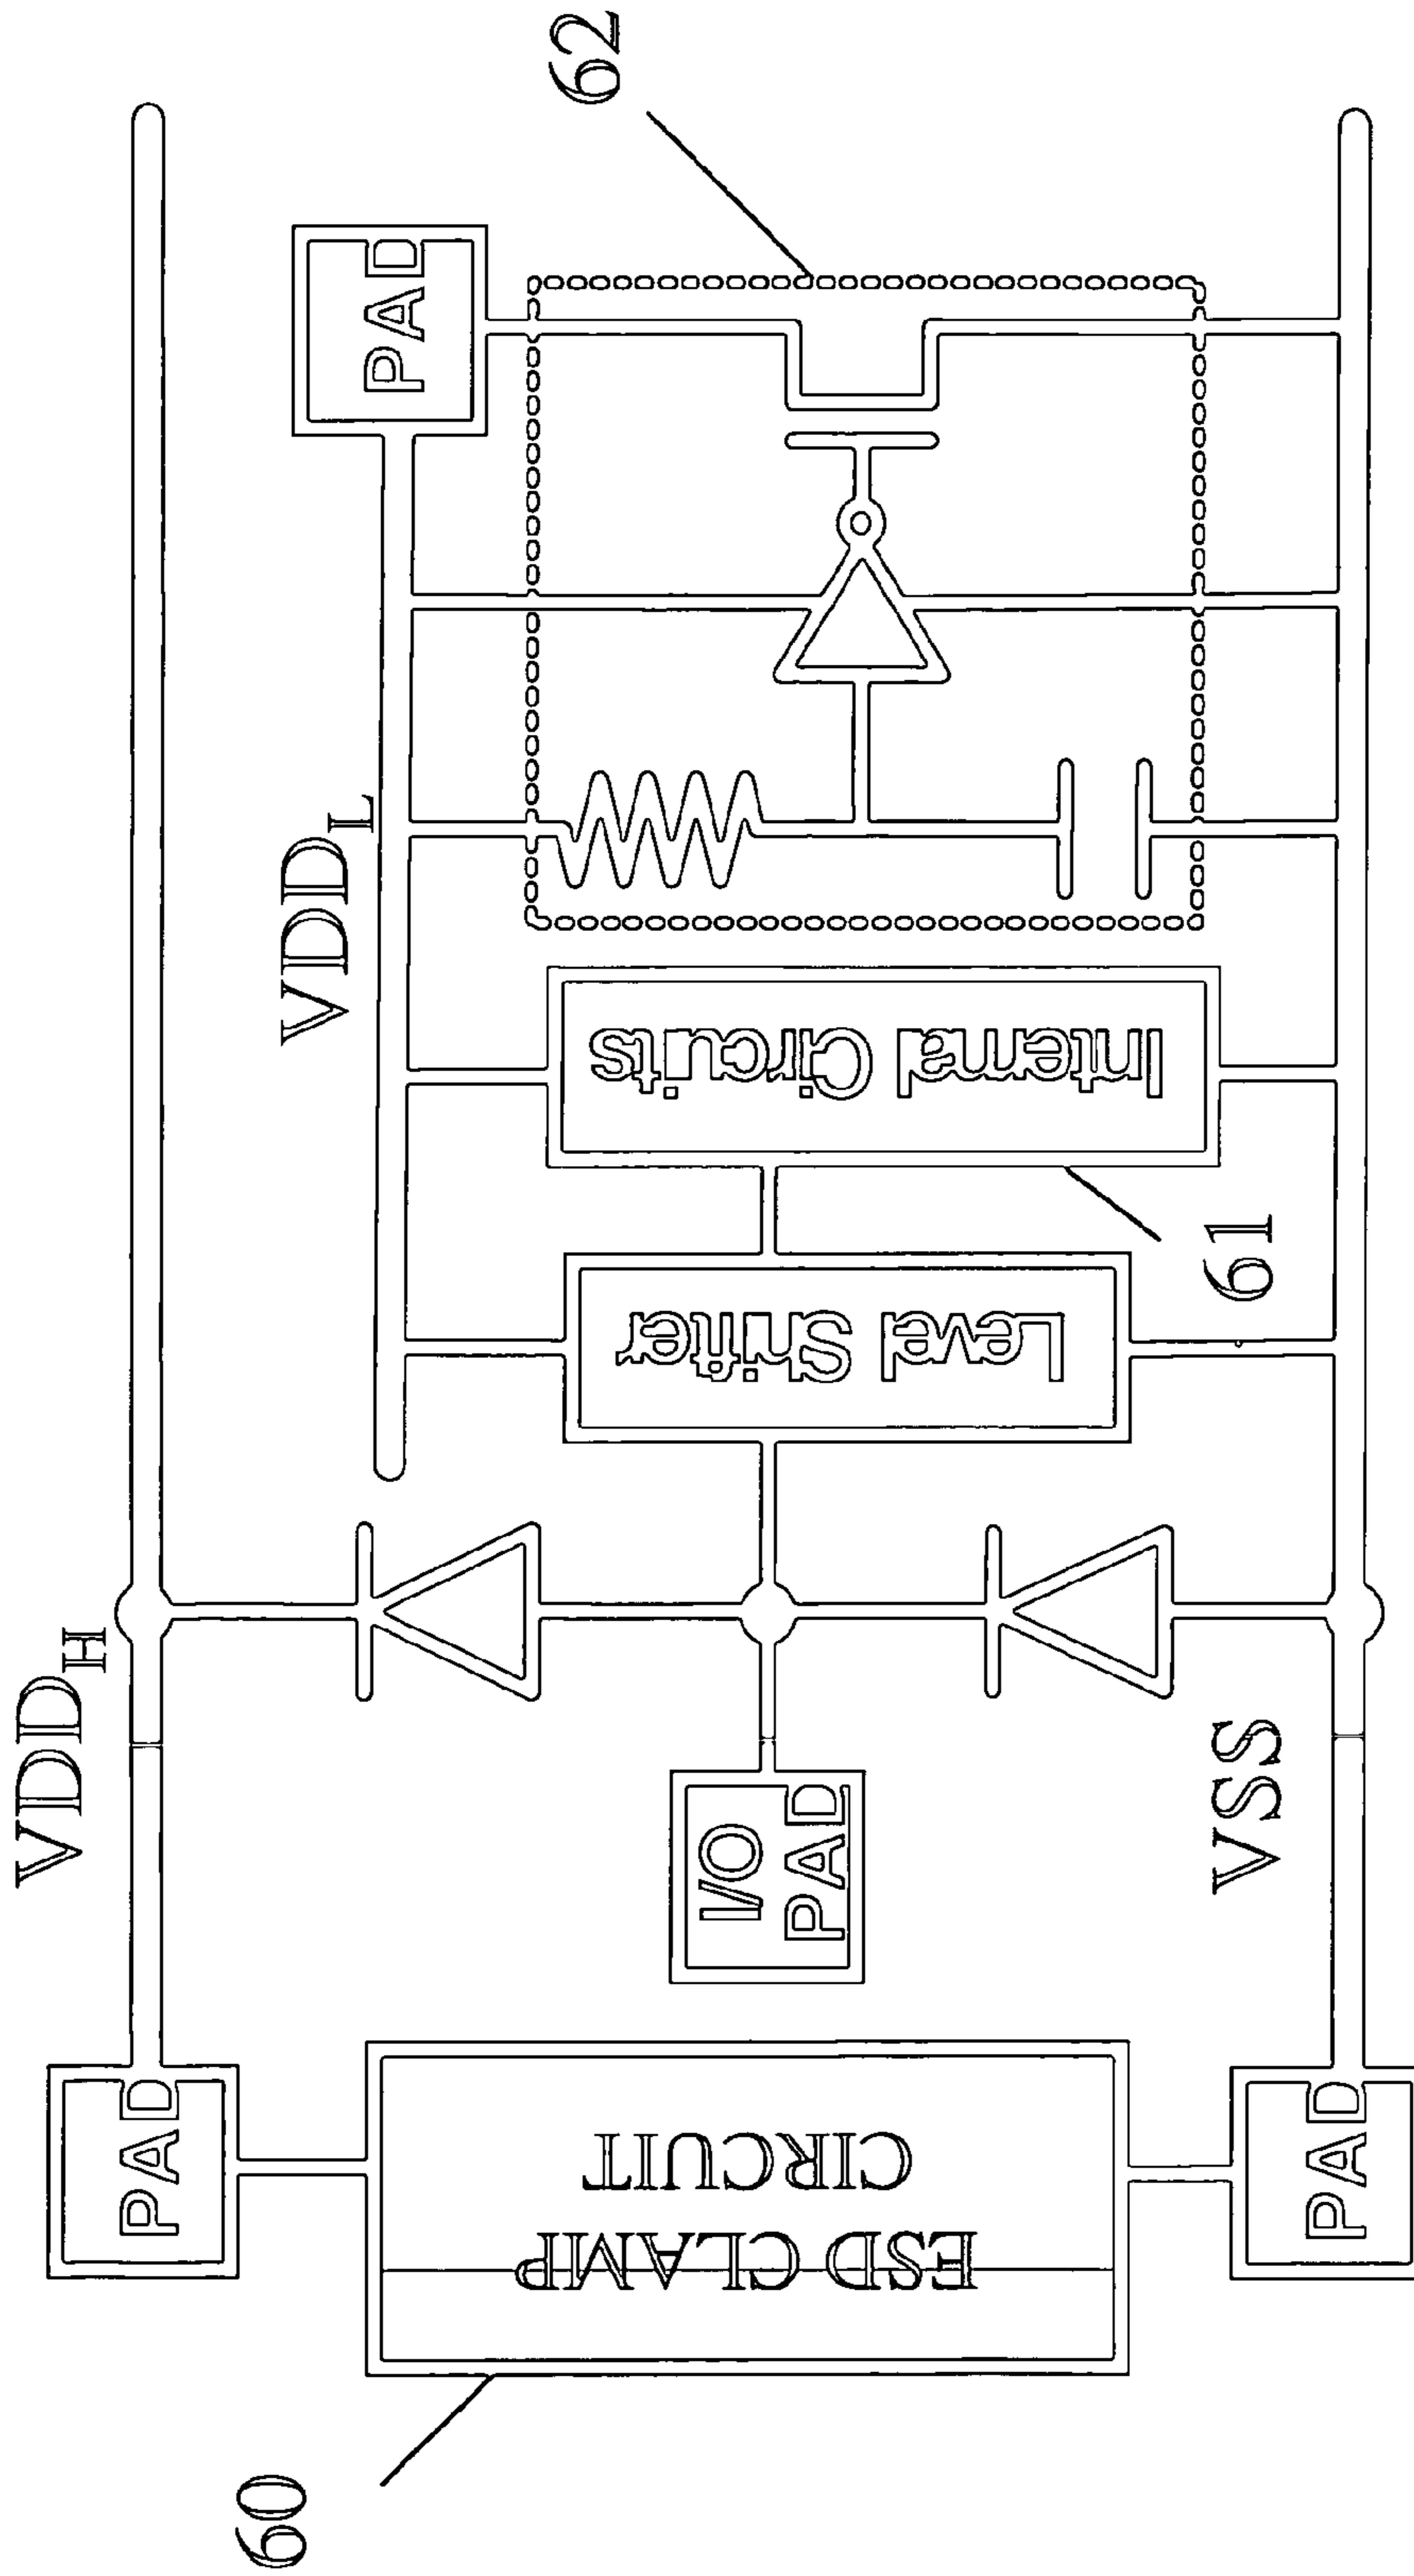 VDD_H
VDD_L
PAD
PAD
62
I/O
PAD
Level Shifter
Internal Circuits
ESD CLAMP
CIRCUIT
VSS
61
PAD
60